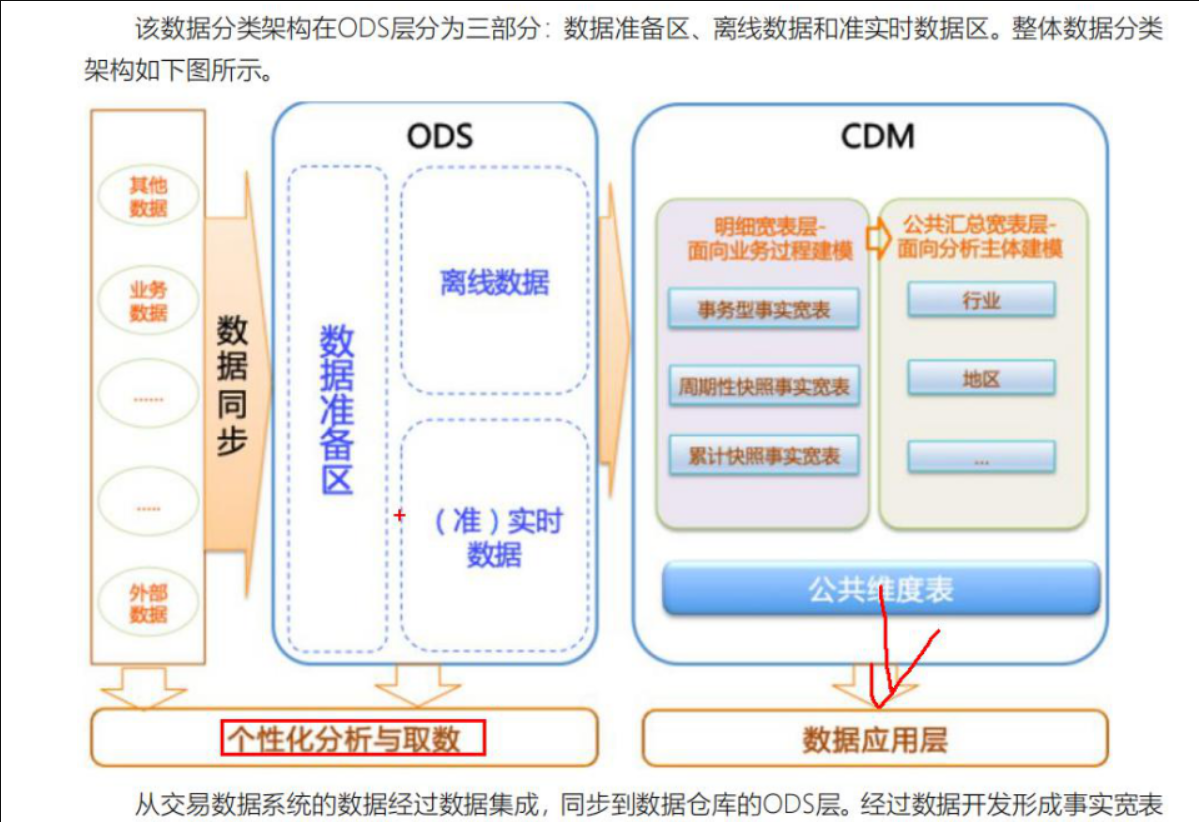 该数据分类架构在ODS层分为三部分：数据准备区、离线数据和准实时数据区。整体数据分类
架构如下图所示。
其他
数据
业务
数据
......
.....
外部
数据
数据同步
ODS
数据准备区
离线数据
（准）实时
数据
CDM
明细宽表层-
面向业务过程建模
事务型事实宽表
周期性快照事实宽表
累计快照事实宽表
公共汇总宽表层-
面向分析主体建模
行业
地区
...
公共维度表
个性化分析与取数
数据应用层
从交易数据系统的数据经过数据集成，同步到数据仓库的ODS层。经过数据开发形成事实宽表